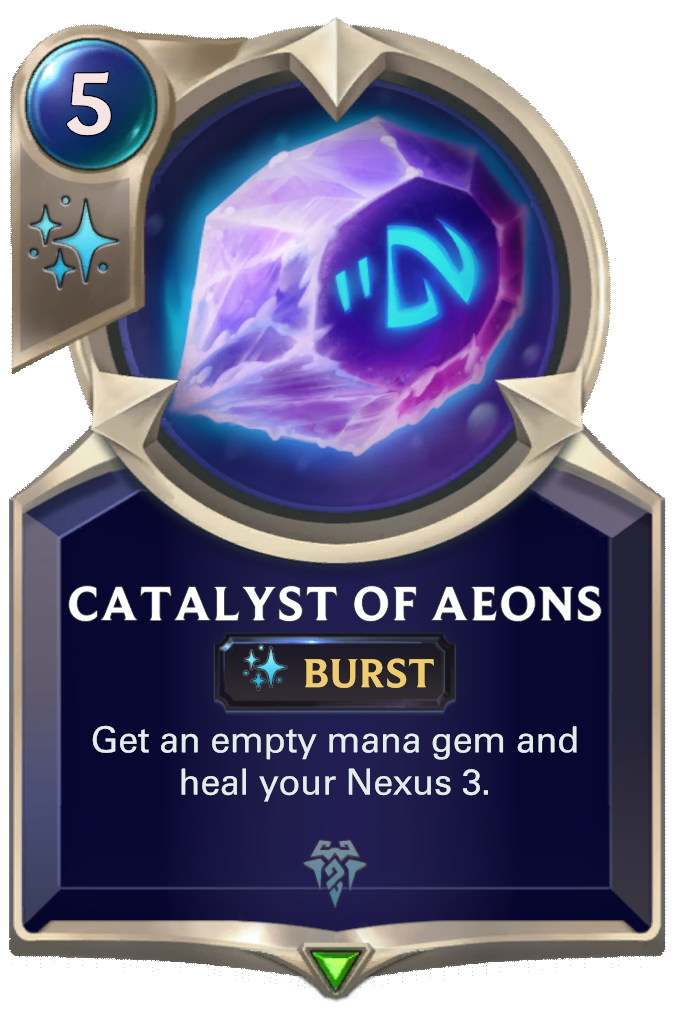 5
CATALYST OF AEONS
BURST
Get an empty mana gem and
heal your Nexus 3.